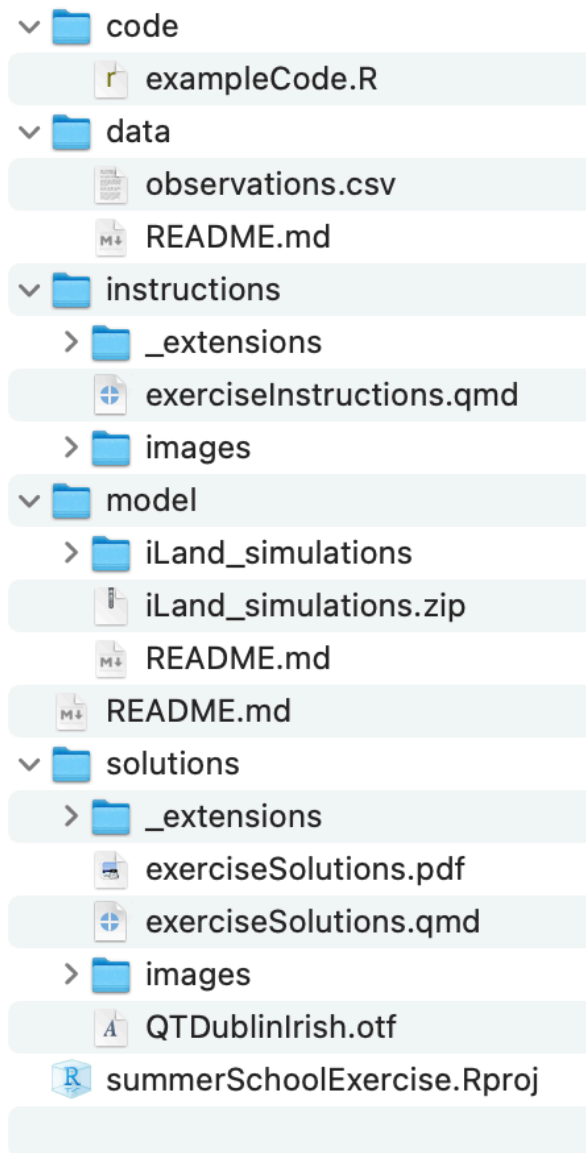 code
exampleCode.R
data
observations.csv
README.md
instructions
_extensions
exerciseInstructions.qmd
images
model
iLand_simulations
iLand_simulations.zip
README.md
README.md
solutions
_extensions
exerciseSolutions.pdf
exerciseSolutions.qmd
images
QTDublinIrish.otf
summerSchoolExercise.Rproj